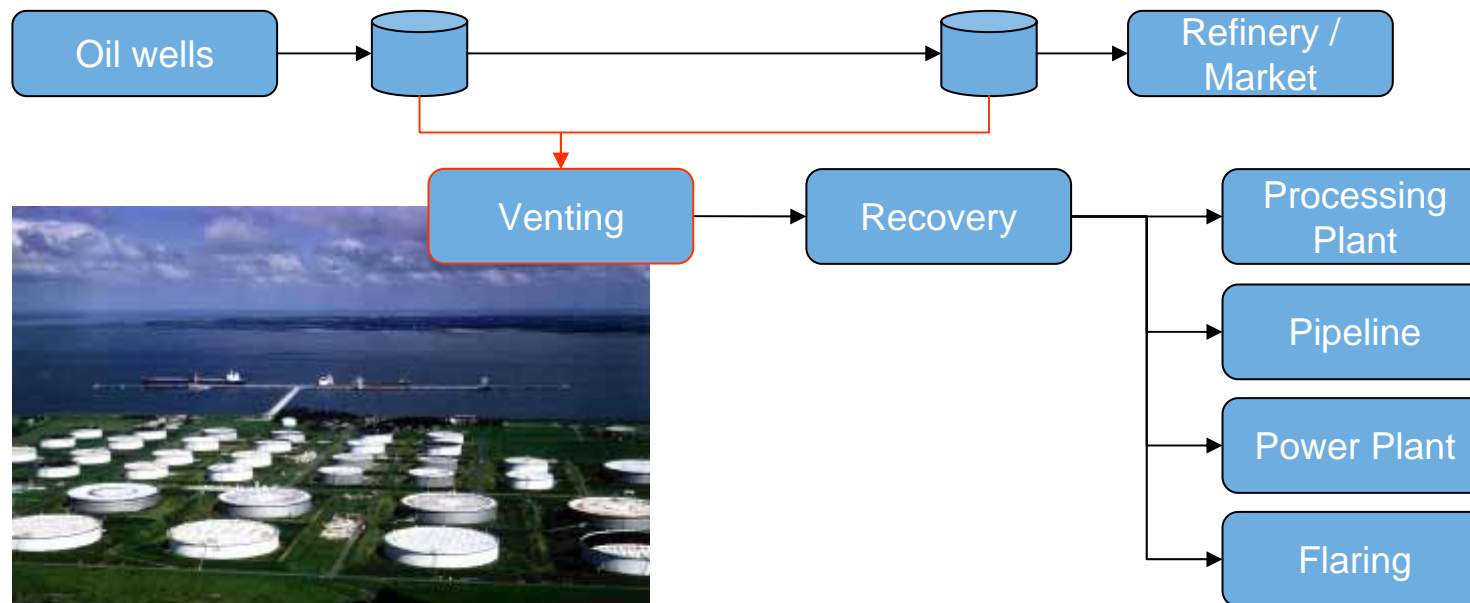 Oil wells
Refinery /
Market
Venting
Recovery
Processing
Plant
Pipeline
Power Plant
Flaring